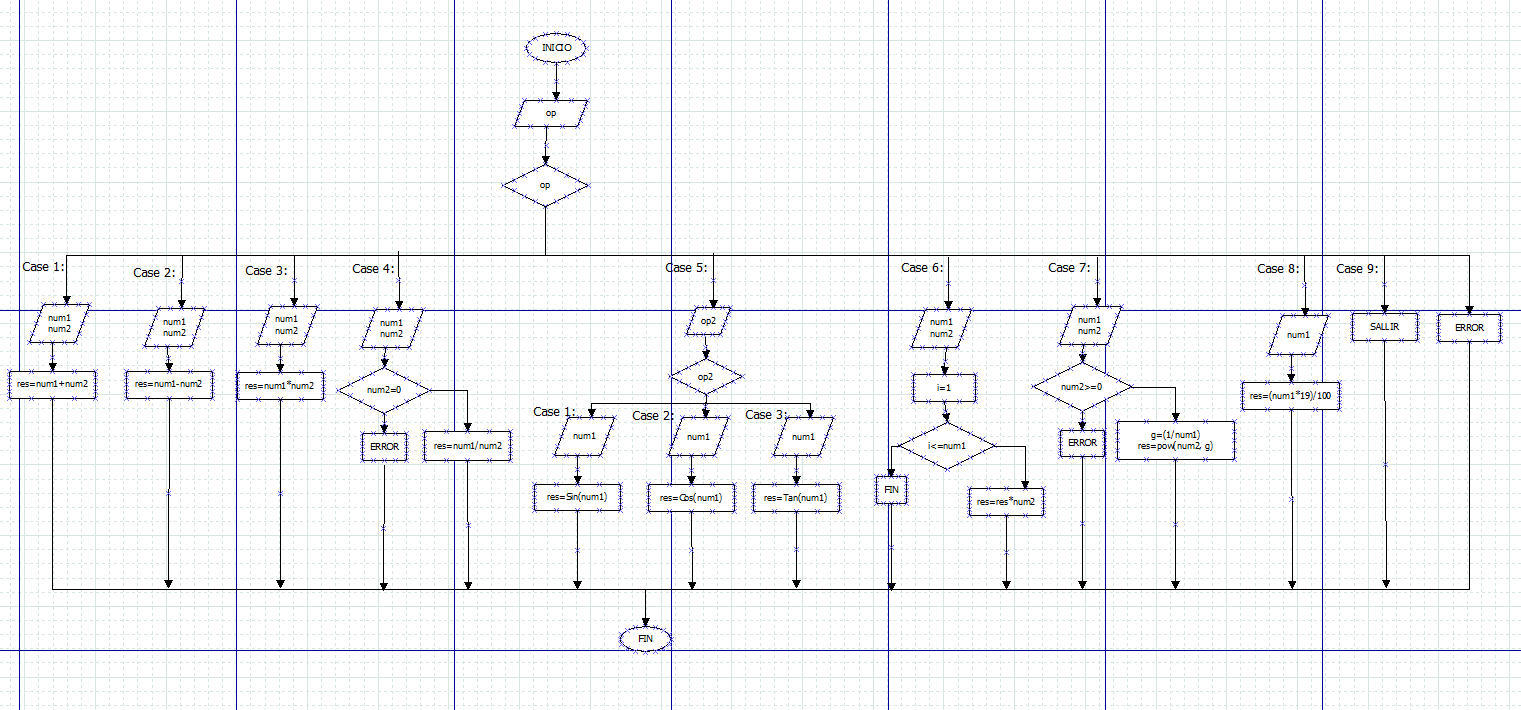 INICIO
op
op
Case 1:
Case 2:
Case 3:
Case 4:
Case 5:
Case 6:
Case 7:
Case 8:
Case 9:
num1
num2
num1
num2
num1
num2
num1
num2
op2
num1
num2
num1
num2
num1
SALLIR
ERROR
res=num1+num2
res=num1-num2
res=num1*num2
num2=0
op2
i=1
num2>=0
res=(num1*19)/100
Case 1:
Case 2:
Case 3:
ERROR
res=num1/num2
num1
num1
num1
i<=num1
ERROR
g=(1/num1)
res=pow(num2, g)
res=Sin(num1)
res=Cos(num1)
res=Tan(num1)
FIN
res=res*num2
FIN